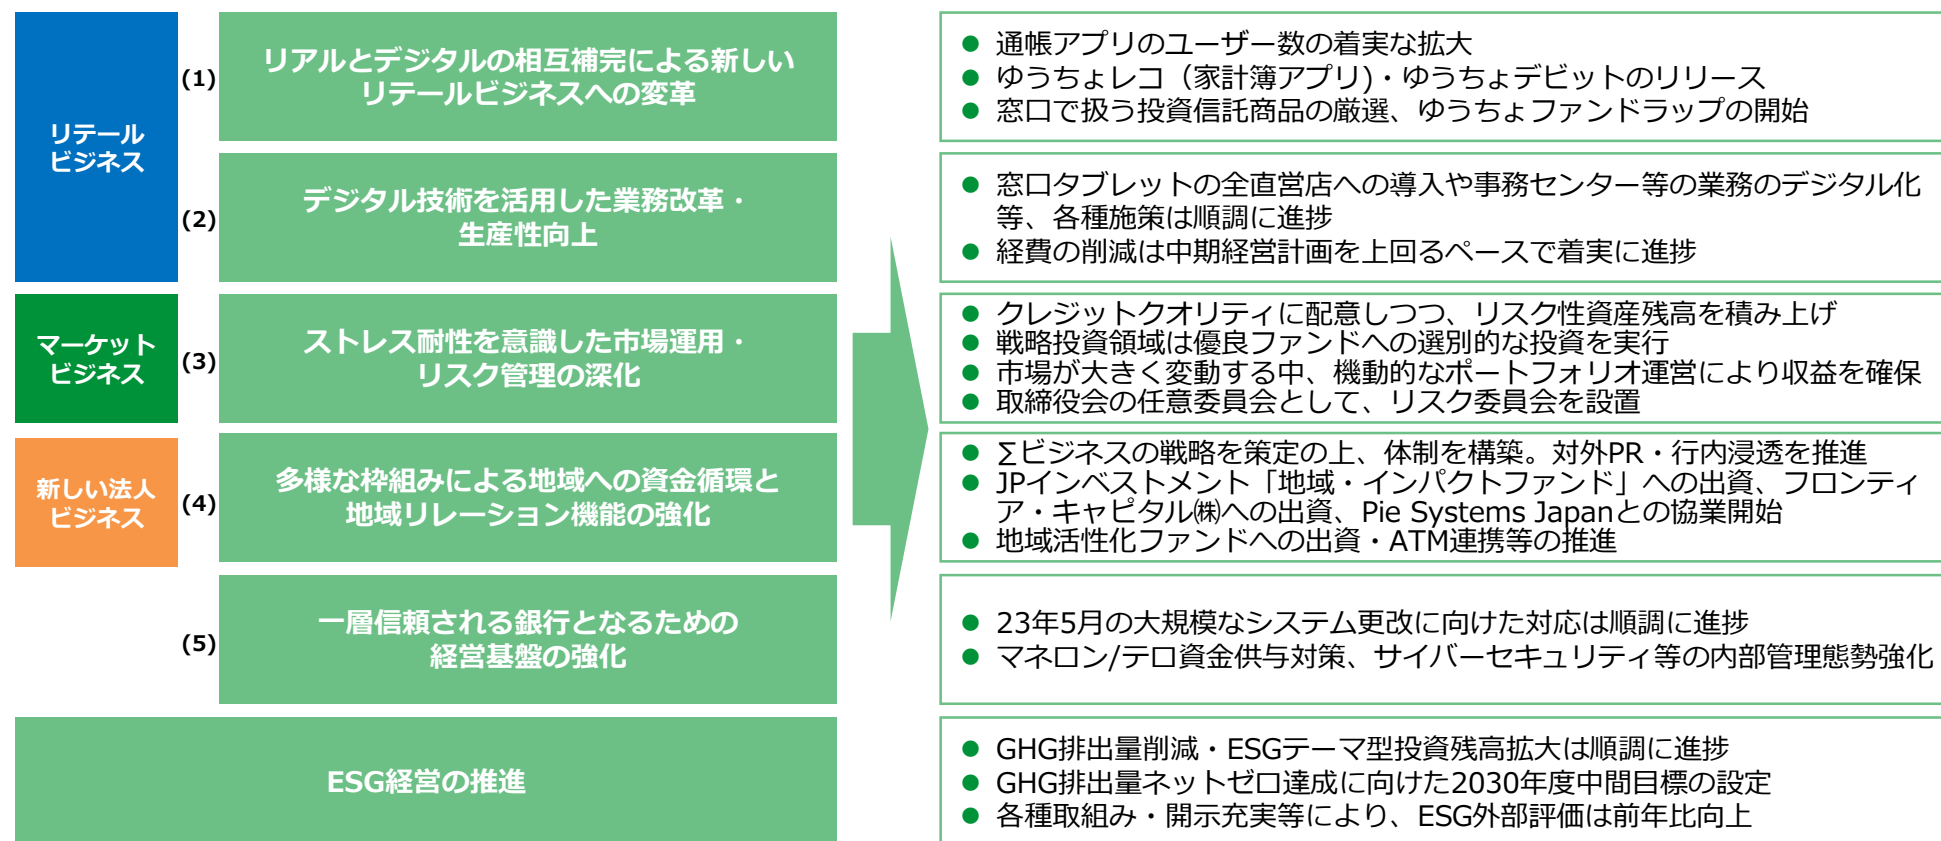 リテール
ビジネス
(1)
リアルとデジタルの相互補完による新しい
リテールビジネスへの変革
● 通帳アプリのユーザー数の着実な拡大
● ゆうちょレコ（家計簿アプリ)・ゆうちょデビットのリリース
● 窓口で扱う投資信託商品の厳選、ゆうちょファンドラップの開始
(2)
デジタル技術を活用した業務改革・
生産性向上
● 窓口タブレットの全直営店への導入や事務センター等の業務のデジタル化
等、各種施策は順調に進捗
● 経費の削減は中期経営計画を上回るペースで着実に進捗
マーケット
ビジネス
(3)
ストレス耐性を意識した市場運用・
リスク管理の深化
● クレジットクオリティに配意しつつ、リスク性資産残高を積み上げ
● 戦略投資領域は優良ファンドへの選別的な投資を実行
● 市場が大きく変動する中、機動的なポートフォリオ運営により収益を確保
● 取締役会の任意委員会として、リスク委員会を設置
新しい法人
ビジネス
(4)
多様な枠組みによる地域への資金循環と
地域リレーション機能の強化
● Σビジネスの戦略を策定の上、体制を構築。対外PR・行内浸透を推進
● JPインベストメント「地域・インパクトファンド」への出資、フロンティ
ア・キャピタル㈱への出資、Pie Systems Japanとの協業開始
● 地域活性化ファンドへの出資・ATM連携等の推進
(5)
一層信頼される銀行となるための
経営基盤の強化
● 23年5月の大規模なシステム更改に向けた対応は順調に進捗
● マネロン/テロ資金供与対策、サイバーセキュリティ等の内部管理態勢強化
ESG経営の推進
● GHG排出量削減・ESGテーマ型投資残高拡大は順調に進捗
● GHG排出量ネットゼロ達成に向けた2030年度中間目標の設定
● 各種取組み・開示充実等により、ESG外部評価は前年比向上